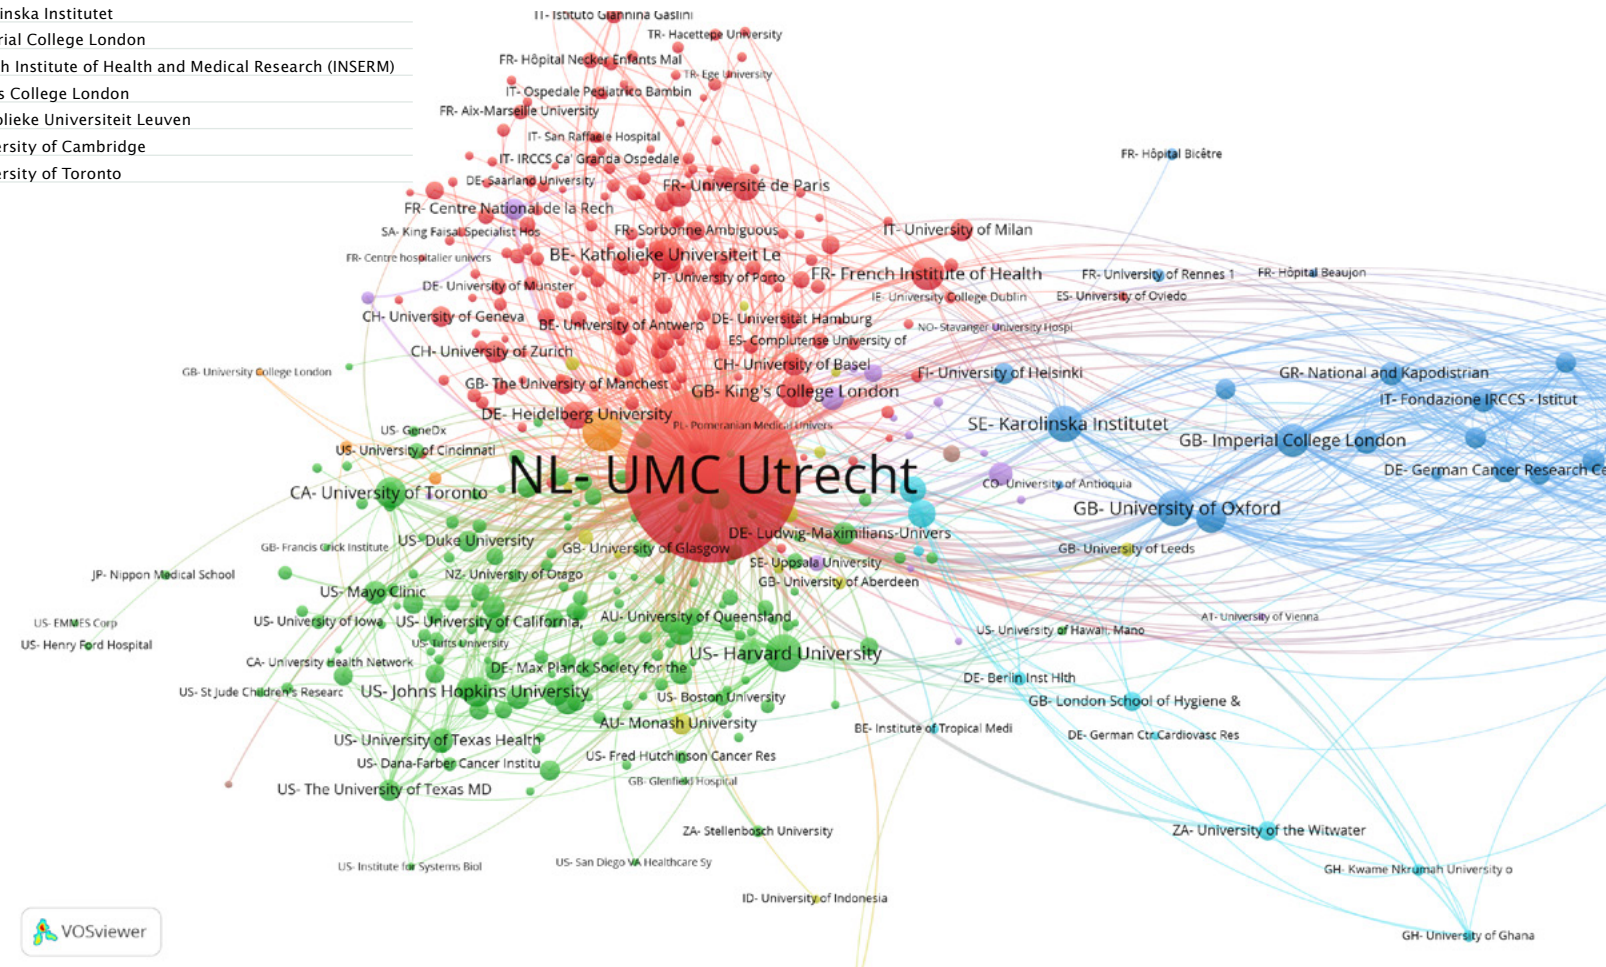 inska Institutet
rial College London
h Institute of Health and Medical Research (INSERM)
s College London
olieke Universiteit Leuven
ersity of Cambridge
ersity of Toronto
IT- Istituto Giannina Gaslini
TR- Hacettepe University
FR- Hôpital Necker Enfants Mal
TR- Ege University
IT- Ospedale Pediatrico Bambin
FR- Aix-Marseille University
IT- San Raffaele Hospital
FR- Hôpital Bicêtre
IT- IRCCS Ca' Granda Ospedale
DE- Saarland University
FR- Université de Paris
FR- Centre National de la Rech
SA- King Faisal Specialist Hos
FR- Sorbonne Ambiguous
IT- University of Milan
FR- Centre hospitalier univers
BE- Katholieke Universiteit Le
PT- University of Porto
FR- French Institute of Health
FR- University of Rennes 1
FR- Hôpital Beaujon
DE- University of Munster
IE- University College Dublin
ES- University of Oviedo
CH- University of Geneva
BE- University of Antwerp
DE- Universität Hamburg
NO- Stavanger University Hospi
ES- Complutense University of
CH- University of Zurich
CH- University of Basel
GB- University College London
FI- University of Helsinki
GR- National and Kapodistrian
GB- The University of Manchest
GB- King's College London
IT- Fondazione IRCCS - Istitut
DE- Heidelberg University
PL- Pomeranian Medical Univers
SE- Karolinska Institutet
US- GeneDx
GB- Imperial College London
US- University of Cincinnati
NL- UMC Utrecht
DE- German Cancer Research Ce
CO- University of Antioquia
CA- University of Toronto
GB- University of Oxford
DE- Ludwig-Maximilians-Univers
US- Duke University
GB- Francis Crick Institute
GB- University of Glasgow
GB- University of Leeds
SE- Uppsala University
JP- Nippon Medical School
NZ- University of Otago
GB- University of Aberdeen
US- Mayo Clinic
US- EMMES Corp
US- University of Iowa
US- University of California,
AU- University of Queensland
AT- University of Vienna
US- University of Hawaii, Mano
US- Henry Ford Hospital
US- Tufts University
US- Harvard University
CA- University Health Network
DE- Max Planck Society for the
DE- Berlin Inst Hlth
US- St Jude Children's Researc
US- Johns Hopkins University
US- Boston University
GB- London School of Hygiene &
AU- Monash University
BE- Institute of Tropical Medi
DE- German Ctr Cardiovasc Res
US- University of Texas Health
US- Dana-Farber Cancer Institu
US- Fred Hutchinson Cancer Res
GB- Glenfield Hospital
US- The University of Texas MD
ZA- Stellenbosch University
ZA- University of the Witwater
US- Institute for Systems Biol
US- San Diego VA Healthcare Sy
GH- Kwame Nkrumah University o
ID- University of Indonesia
VOSviewer
GH- University of Ghana